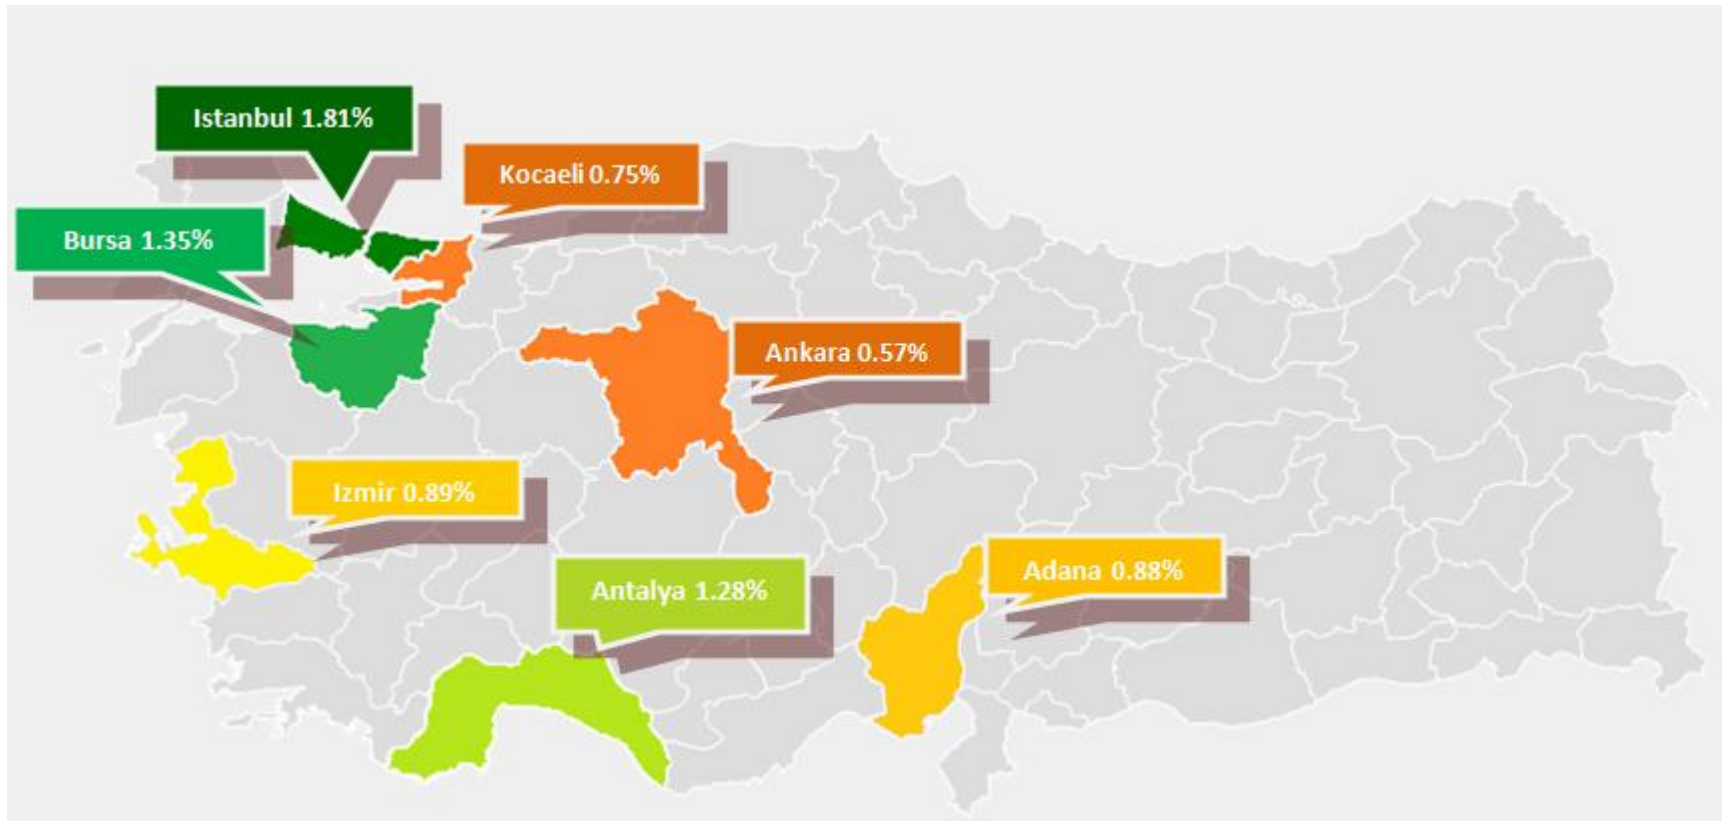 Istanbul 1.81%
Kocaeli 0.75%
Bursa 1.35%
Ankara 0.57%
Izmir 0.89%
Adana 0.88%
Antalya 1.28%